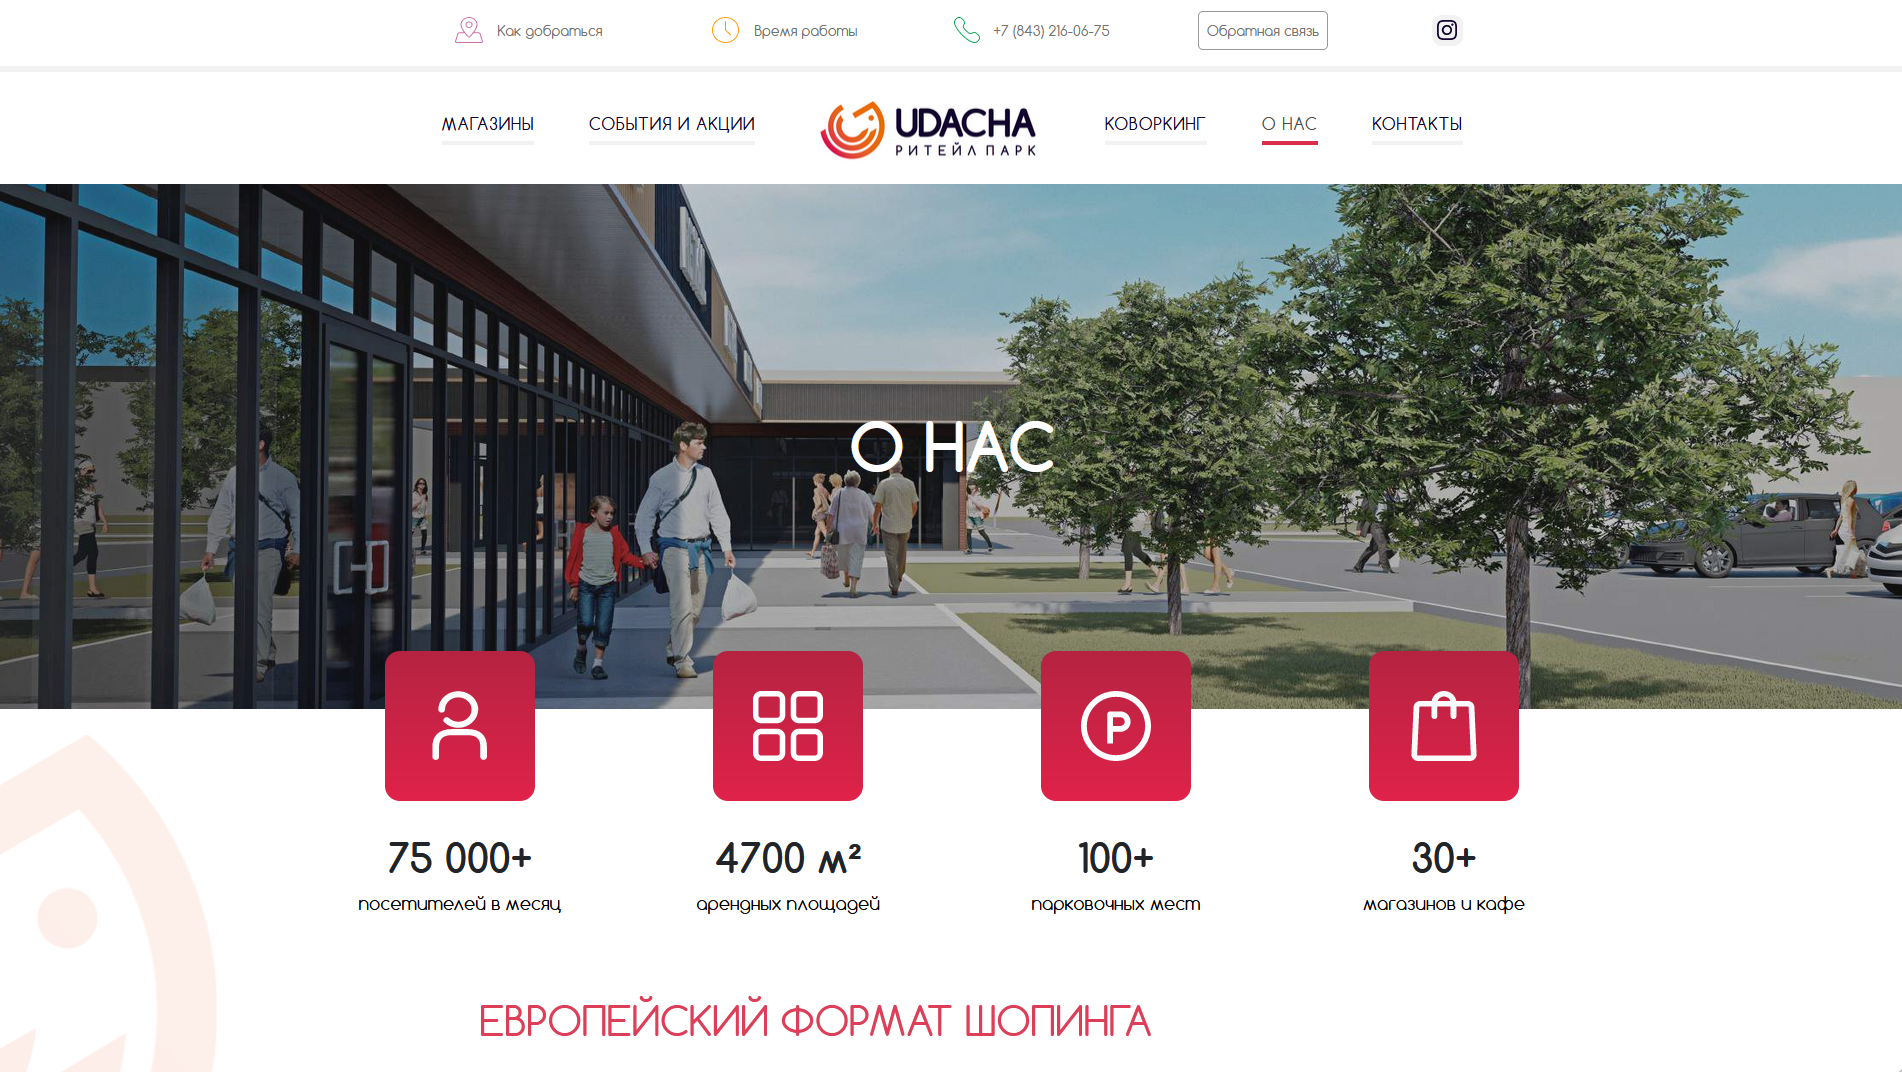 Как добраться
Время работы
+7 (843) 216-06-75
Обратная связь
МАГАЗИНЫ
СОБЫТИЯ И АКЦИИ
UDACHA
РИТЕЙЛ ПАРК
КОВОРКИНГ
О НАС
КОНТАКТЫ
О НАС
75 000+
4700 м²
100+
30+
посетителей в месяц
арендных площадей
парковочных мест
магазинов и кафе
ЕВРОПЕЙСКИЙ ФОРМАТ ШОПИНГА